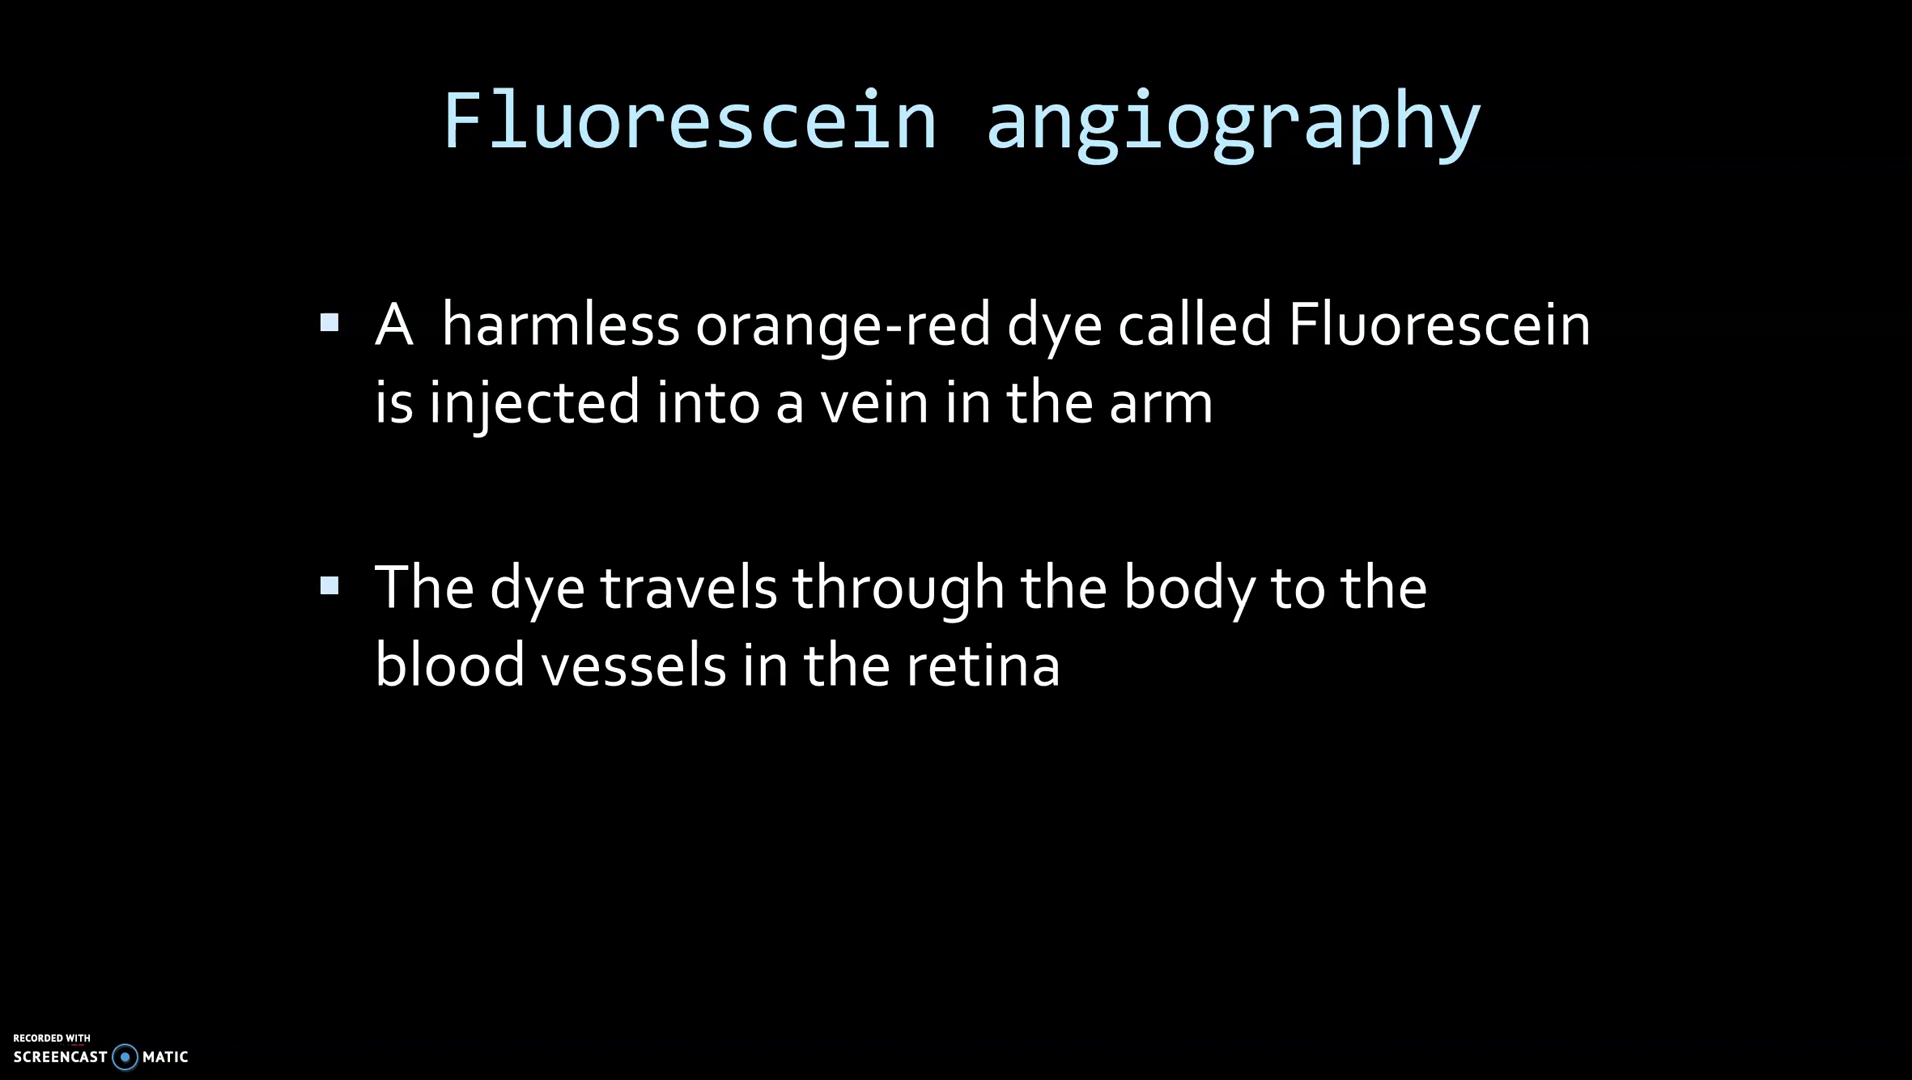 Fluorescein angiography
▪ A  harmless orange-red dye called Fluorescein
is injected into a vein in the arm
▪ The dye travels through the body to the
blood vessels in the retina
RECORDED WITH
SCREENCAST MATIC